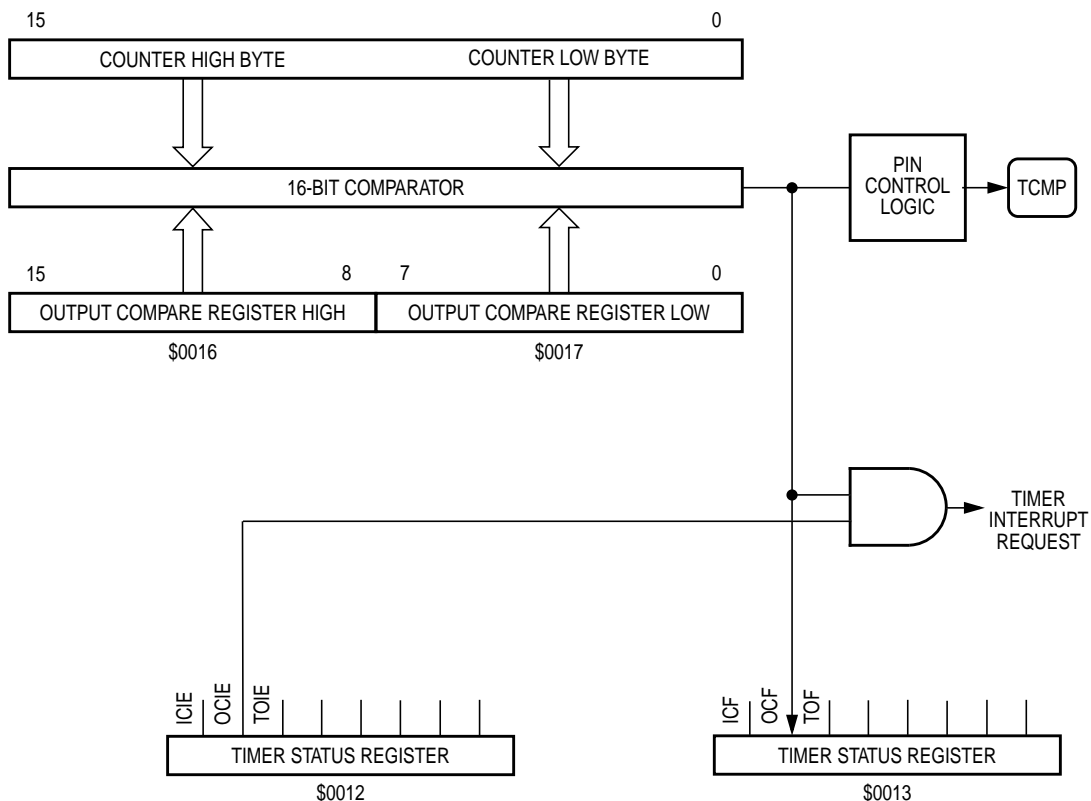 15 0
COUNTER HIGH BYTE COUNTER LOW BYTE
16-BIT COMPARATOR
PIN
CONTROL
LOGIC
TCMP
15 8 7 0
OUTPUT COMPARE REGISTER HIGH OUTPUT COMPARE REGISTER LOW
$0016 $0017
TIMER
INTERRUPT
REQUEST
ICIE
OCIE
TOIE
TIMER STATUS REGISTER
$0012
ICF
OCF
TOF
TIMER STATUS REGISTER
$0013